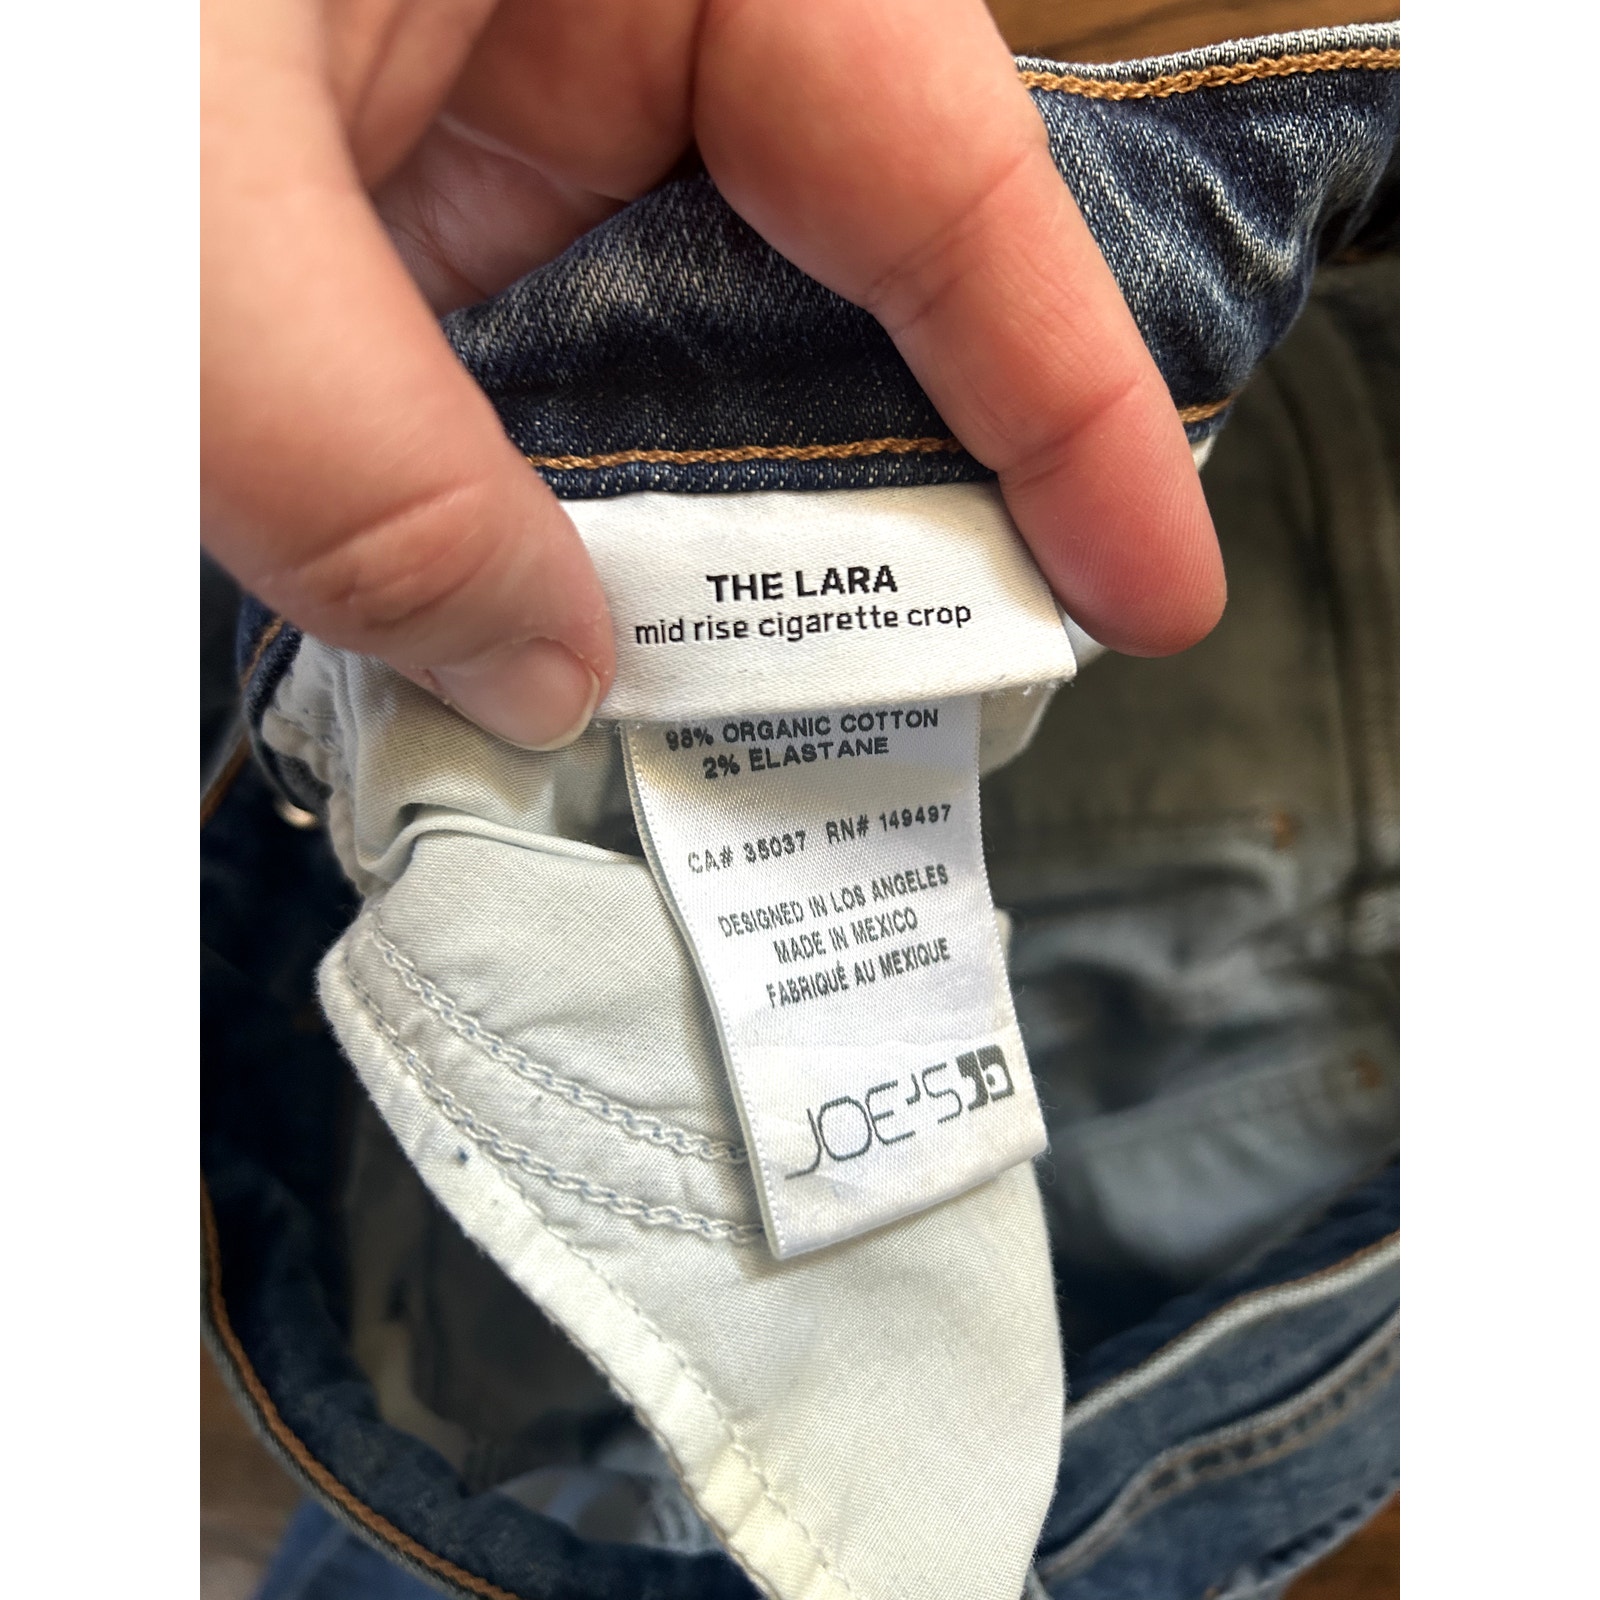 THE LARA
mid rise cigarette crop
98% ORGANIC COTTON
2% ELASTANE
CA# 35037 RN# 149497
DESIGNED IN LOS ANGELES
MADE IN MEXICO
FABRIQUÉ AU MEXIQUE
JOE'S